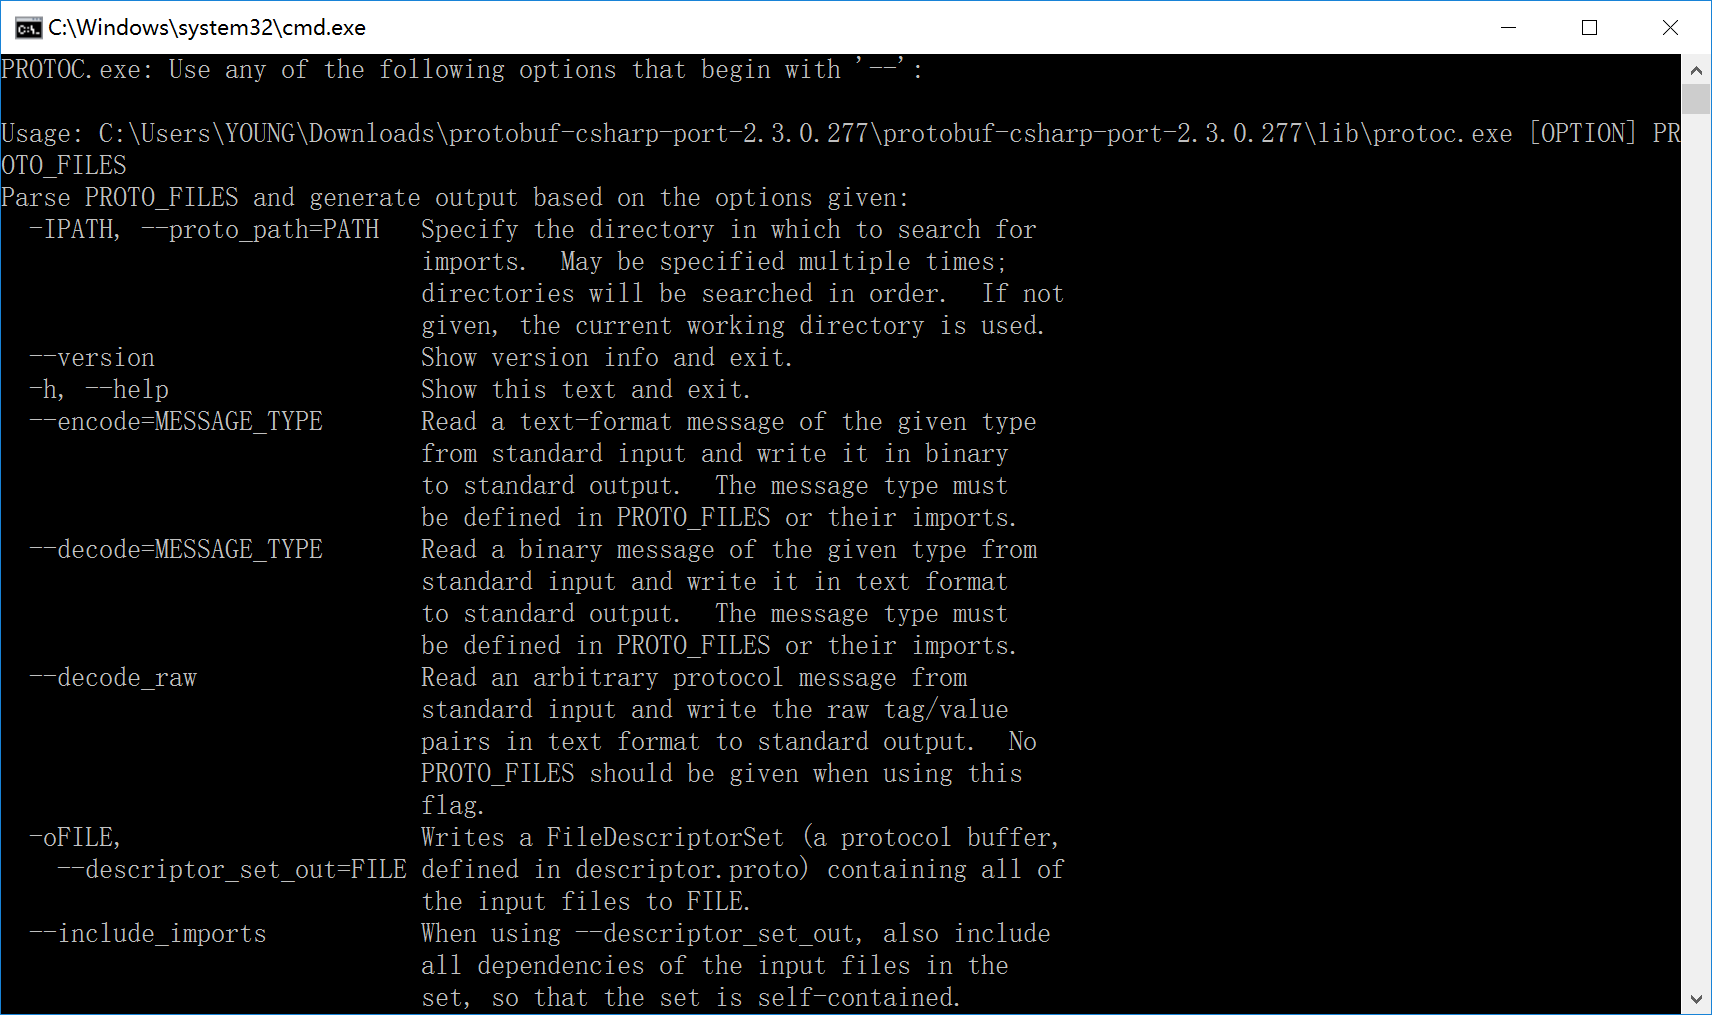 C:\Windows\system32\cmd.exe
PROTOC.exe: Use any of the following options that begin with '--':
Usage: C:\Users\YOUNG\Downloads\protobuf-csharp-port-2.3.0.277\protobuf-csharp-port-2.3.0.277\lib\protoc.exe [OPTION] PR
OTO_FILES
Parse PROTO_FILES and generate output based on the options given:
  -IPATH, --proto_path=PATH   Specify the directory in which to search for
                              imports.  May be specified multiple times;
                              directories will be searched in order.  If not
                              given, the current working directory is used.
  --version                   Show version info and exit.
  -h, --help                  Show this text and exit.
  --encode=MESSAGE_TYPE       Read a text-format message of the given type
                              from standard input and write it in binary
                              to standard output.  The message type must
                              be defined in PROTO_FILES or their imports.
  --decode=MESSAGE_TYPE       Read a binary message of the given type from
                              standard input and write it in text format
                              to standard output.  The message type must
                              be defined in PROTO_FILES or their imports.
  --decode_raw                Read an arbitrary protocol message from
                              standard input and write the raw tag/value
                              pairs in text format to standard output.  No
                              PROTO_FILES should be given when using this
                              flag.
  -oFILE,                     Writes a FileDescriptorSet (a protocol buffer,
    --descriptor_set_out=FILE defined in descriptor.proto) containing all of
                              the input files to FILE.
  --include_imports           When using --descriptor_set_out, also include
                              all dependencies of the input files in the
                              set, so that the set is self-contained.